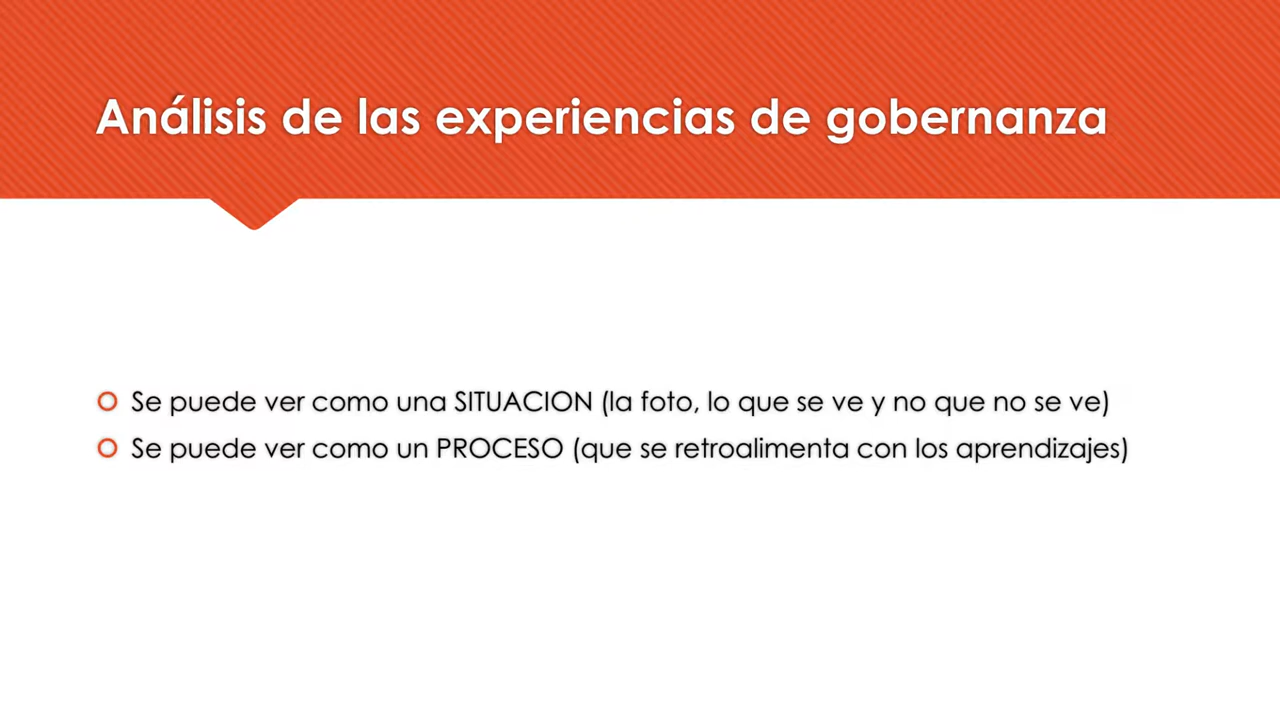 Análisis de las experiencias de gobernanza
Se puede ver como una SITUACION (la foto, lo que se ve y no que no se ve)
Se puede ver como un PROCESO (que se retroalimenta con los aprendizajes)